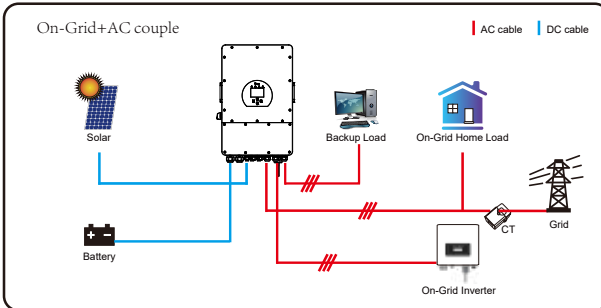 On-Grid+AC couple
AC cable
DC cable
Solar
Backup Load
On-Grid Home Load
CT
Grid
Battery
On-Grid Inverter